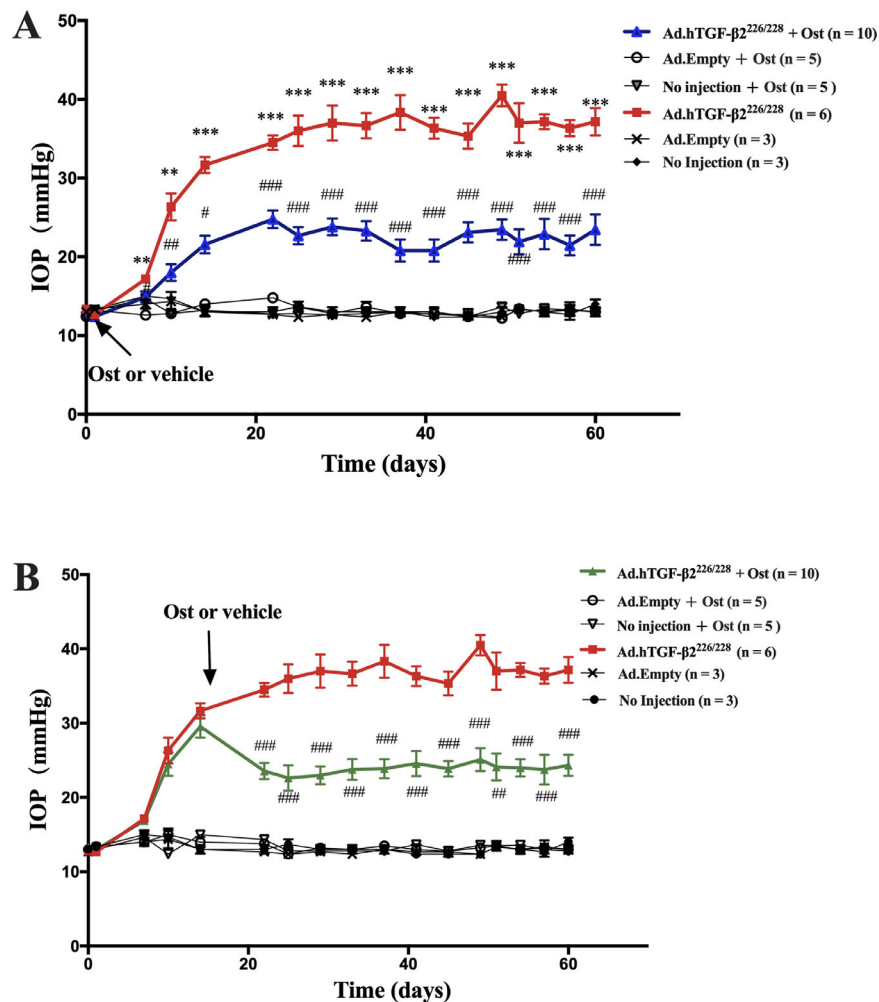 A
50
40
30
20
10
0
IOP (mmHg)
0
20
40
60
Time (days)
Ost or vehicle
Ad.hTGF-β2226/228 + Ost (n = 10)
Ad.Empty + Ost (n = 5)
No injection + Ost (n = 5 )
Ad.hTGF-β2226/228 (n = 6)
Ad.Empty (n = 3)
No Injection (n = 3)
** ** *** *** *** *** *** *** *** *** *** *** *** *** ***
# ## # ### ### ### ### ### ### ### ### ### ### ### ###
B
50
40
30
20
10
0
IOP (mmHg)
0
20
40
60
Time (days)
Ost or vehicle
Ad.hTGF-β2226/228 + Ost (n = 10)
Ad.Empty + Ost (n = 5)
No injection + Ost (n = 5 )
Ad.hTGF-β2226/228 (n = 6)
Ad.Empty (n = 3)
No Injection (n = 3)
### ### ### ### ### ### ### ### ## ### ### ###